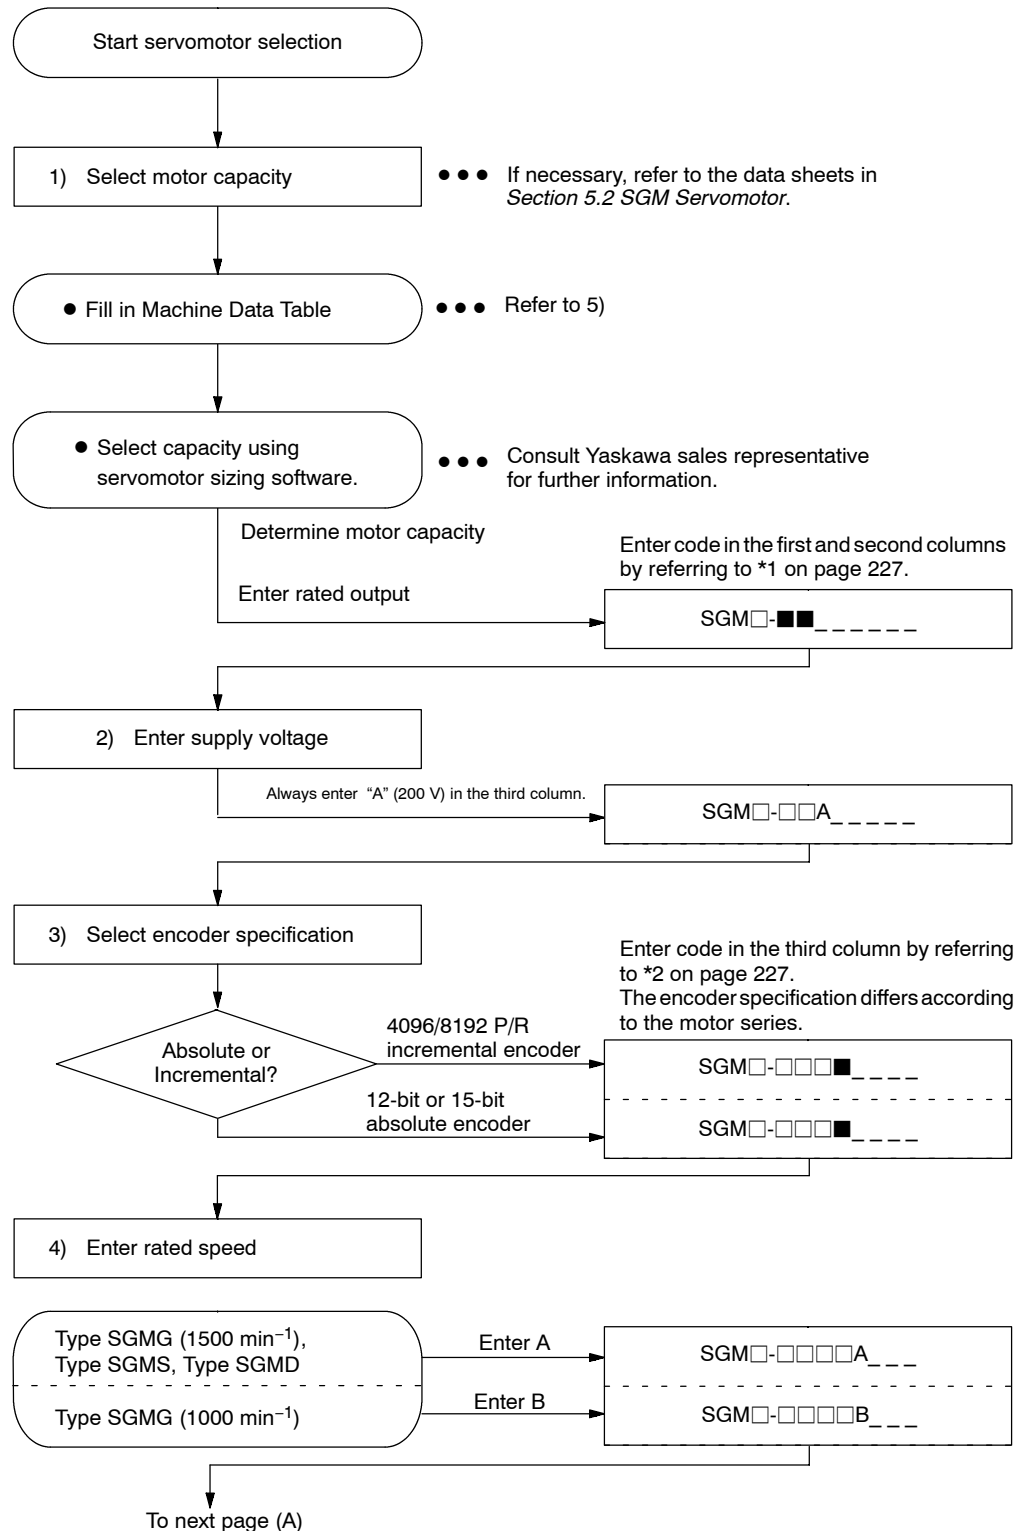 Start servomotor selection
1) Select motor capacity
●●● If necessary, refer to the data sheets in
Section 5.2 SGM Servomotor.
● Fill in Machine Data Table
●●● Refer to 5)
● Select capacity using
servomotor sizing software.
●●● Consult Yaskawa sales representative
for further information.
Determine motor capacity
Enter code in the first and second columns
by referring to *1 on page 227.
Enter rated output
SGM□-■■_ _ _ _ _ _
2) Enter supply voltage
Always enter “A” (200 V) in the third column.
SGM□-□□A_ _ _ _ _
3) Select encoder specification
Enter code in the third column by referring
to *2 on page 227.
The encoder specification differs according
to the motor series.
Absolute or
Incremental?
4096/8192 P/R
incremental encoder
SGM□-□□□■_ _ _ _
12-bit or 15-bit
absolute encoder
SGM□-□□□■_ _ _ _
4) Enter rated speed
Type SGMG (1500 min⁻¹),
Type SGMS, Type SGMD
Enter A
SGM□-□□□□A_ _ _
Type SGMG (1000 min⁻¹)
Enter B
SGM□-□□□□B_ _ _
To next page (A)